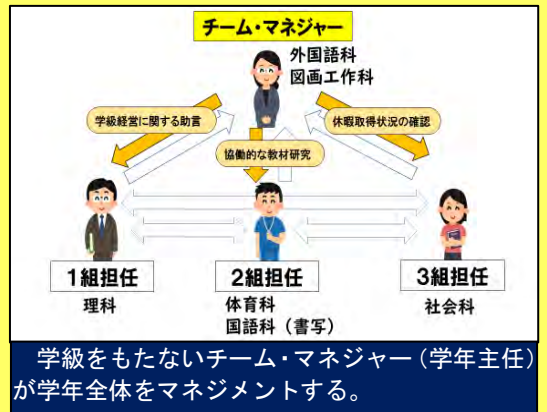 チーム・マネジャー
外国語科
図画工作科
学級経営に関する助言
休暇取得状況の確認
協働的な教材研究
1組担任
2組担任
3組担任
理科
体育科
国語科（書写）
社会科
学級をもたないチーム・マネジャー（学年主任）
が学年全体をマネジメントする。